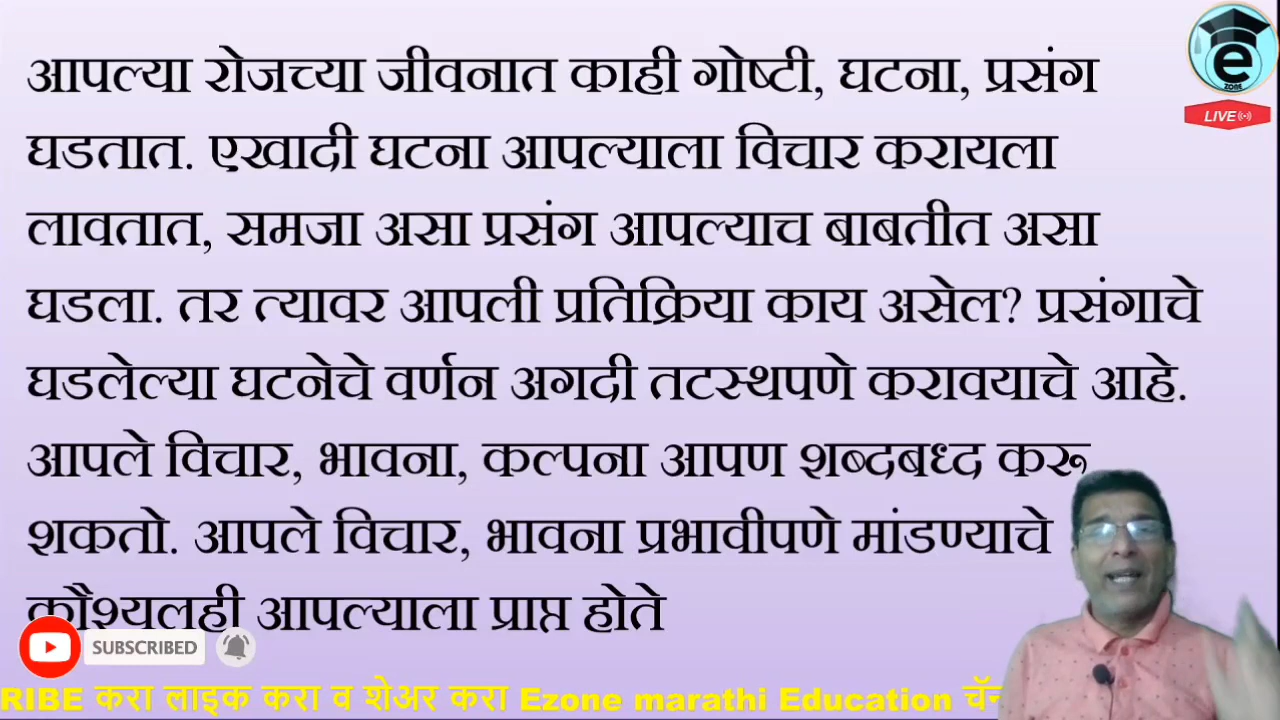 आपल्या रोजच्या जीवनात काही गोष्टी, घटना, प्रसंग
घडतात. एखादी घटना आपल्याला विचार करायला
लावतात, समजा असा प्रसंग आपल्याच बाबतीत असा
घडला. तर त्यावर आपली प्रतिक्रिया काय असेल? प्रसंगाचे
घडलेल्या घटनेचे वर्णन अगदी तटस्थपणे करावयाचे आहे.
आपले विचार, भावना, कल्पना आपण शब्दबध्द करू
शकतो. आपले विचार, भावना प्रभावीपणे मांडण्याचे
कौश्यलही आपल्याला प्राप्त होते
e
ZONE
LIVE
SUBSCRIBED
RIBE करा लाइक करा व शेअर करा Ezone marathi Education